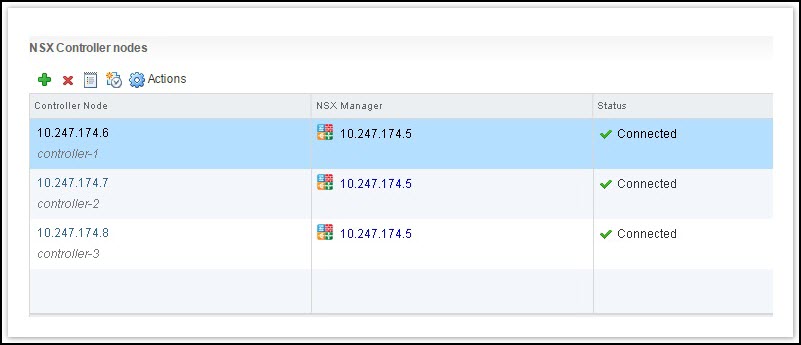 NSX Controller nodes
Actions
Controller Node NSX Manager Status
10.247.174.6 10.247.174.5 Connected
controller-1
10.247.174.7 10.247.174.5 Connected
controller-2
10.247.174.8 10.247.174.5 Connected
controller-3